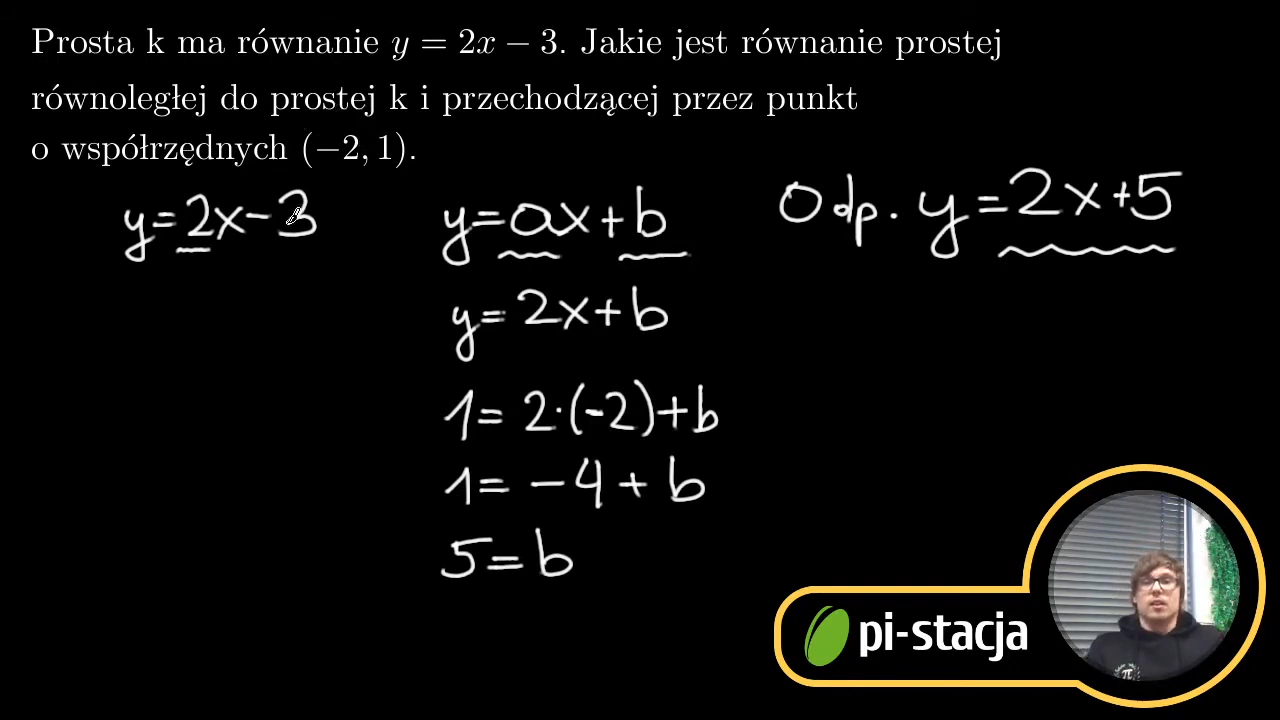 Prosta k ma równanie y = 2x − 3. Jakie jest równanie prostej
równoległej do prostej k i przechodzącej przez punkt
o współrzędnych (−2, 1).
y=2x-3
y=ax+b
y=2x+b
1=2·(-2)+b
1=-4+b
5=b
Odp. y=2x+5
pi-stacja
π